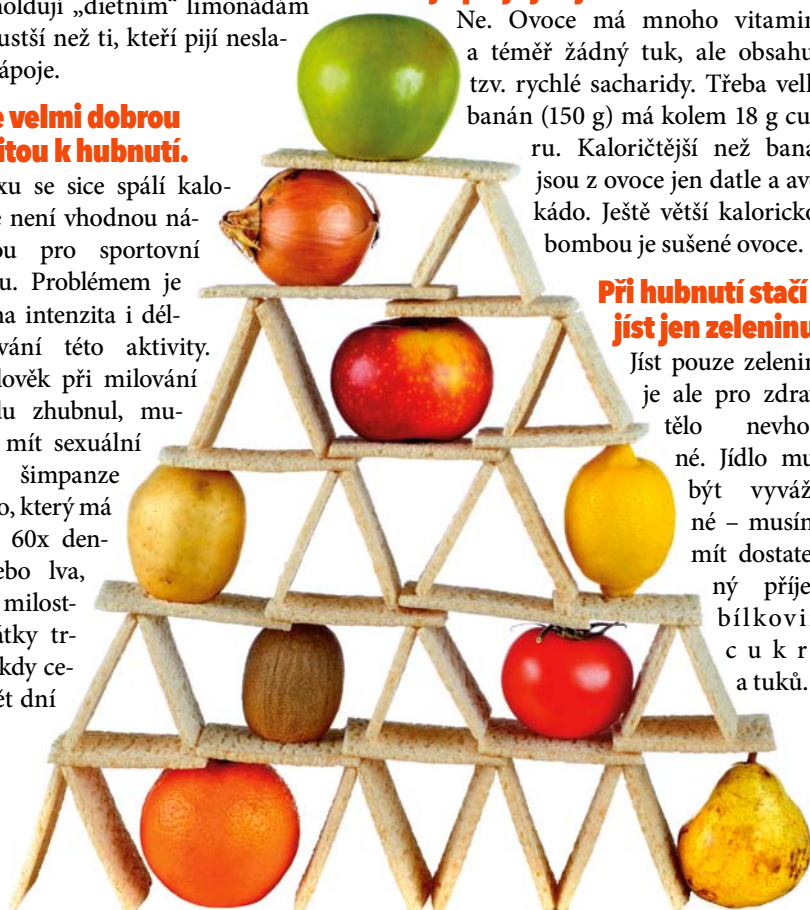 holdují „dietním“ limonádám
ustší než ti, kteří pijí nesla-
ápoje.
e velmi dobrou
itou k hubnutí.
xu se sice spálí kalo-
e není vhodnou ná-
ou pro sportovní
u. Problémem je
na intenzita i dél-
vání této aktivity.
lověk při milování
du zhubnul, mu-
mít sexuální
šimpanze
o, který má
60x den-
ebo lva,
milost-
átky tr-
kdy ce-
ět dní
Ne. Ovoce má mnoho vitamin
a téměř žádný tuk, ale obsahu
tzv. rychlé sacharidy. Třeba vel
banán (150 g) má kolem 18 g cu
ru. Kaloričtější než baná
jsou z ovoce jen datle a avo
kádo. Ještě větší kaloricko
bombou je sušené ovoce.
Při hubnutí stačí
jíst jen zeleninu
Jíst pouze zelenin
je ale pro zdra
tělo nevho
né. Jídlo mu
být vyváž
né – musím
mít dostate
ný příje
bílkovi
cukr
a tuků.